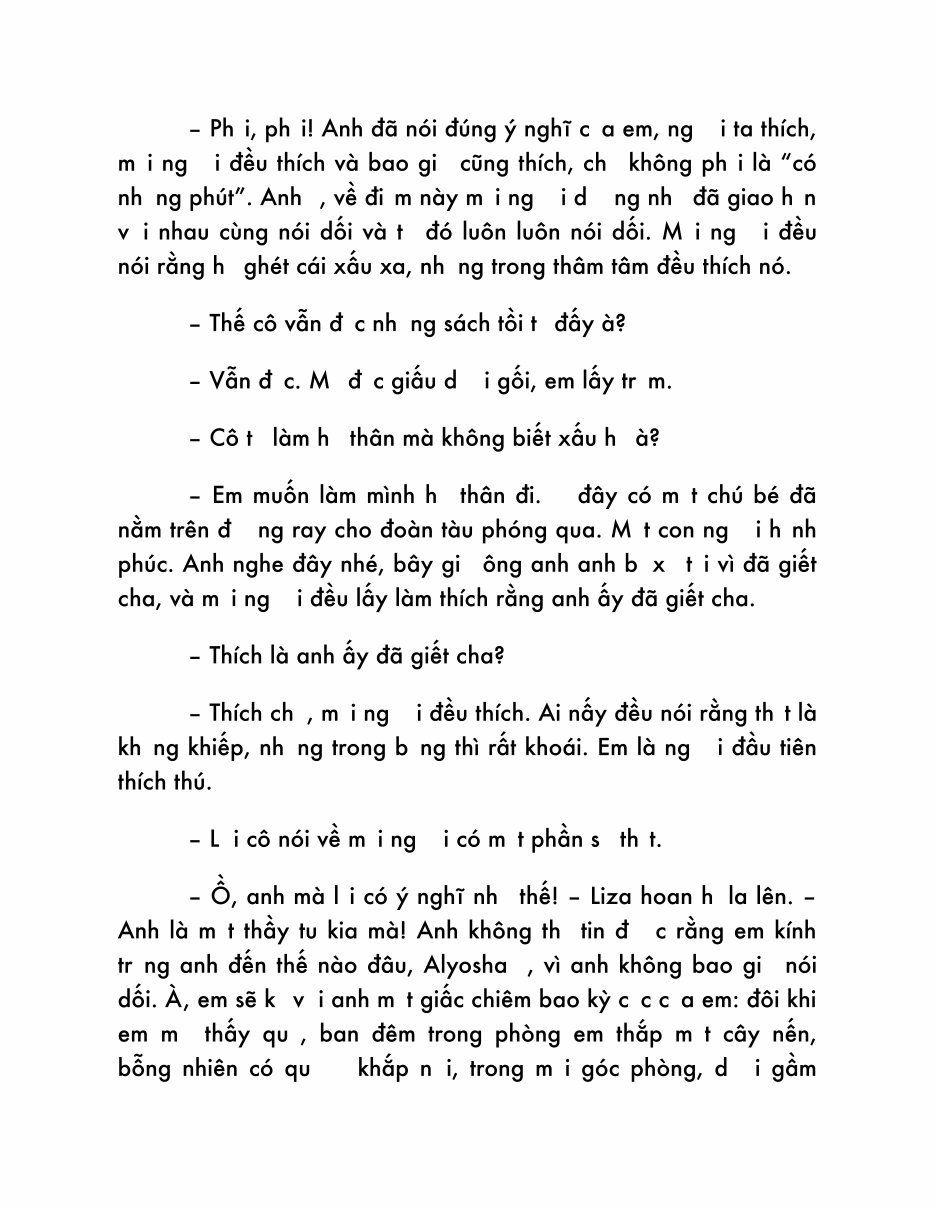 – Ph i, ph i! Anh đã nói đúng ý nghĩ c a em, ng i ta thích,
m i ng i đều thích và bao gi cũng thích, ch không ph i là “có
nh ng phút”. Anh , về đi m này m i ng i d ng nh đã giao h n
v i nhau cùng nói dối và t đó luôn luôn nói dối. M i ng i đều
nói rằng h ghét cái xấu xa, nh ng trong thâm tâm đều thích nó.
– Thế cô vẫn đ c nh ng sách tồi t đấy à?
– Vẫn đ c. M đ c giấu d i gối, em lấy tr m.
– Cô t làm h thân mà không biết xấu h à?
– Em muốn làm mình h thân đi. đây có m t chú bé đã
nằm trên đ ng ray cho đoàn tàu phóng qua. M t con ng i h nh
phúc. Anh nghe đây nhé, bây gi ông anh anh b x t i vì đã giết
cha, và m i ng i đều lấy làm thích rằng anh ấy đã giết cha.
– Thích là anh ấy đã giết cha?
– Thích ch , m i ng i đều thích. Ai nấy đều nói rằng th t là
kh ng khiếp, nh ng trong b ng thì rất khoái. Em là ng i đầu tiên
thích thú.
– L i cô nói về m i ng i có m t phần s th t.
– Ồ, anh mà l i có ý nghĩ nh thế! – Liza hoan h la lên. –
Anh là m t thầy tu kia mà! Anh không th tin đ c rằng em kính
tr ng anh đến thế nào đâu, Alyosha , vì anh không bao gi nói
dối. À, em sẽ k v i anh m t giấc chiêm bao kỳ c c c a em: đôi khi
em m thấy qu , ban đêm trong phòng em thắp m t cây nến,
bỗng nhiên có qu khắp n i, trong m i góc phòng, d i gầm